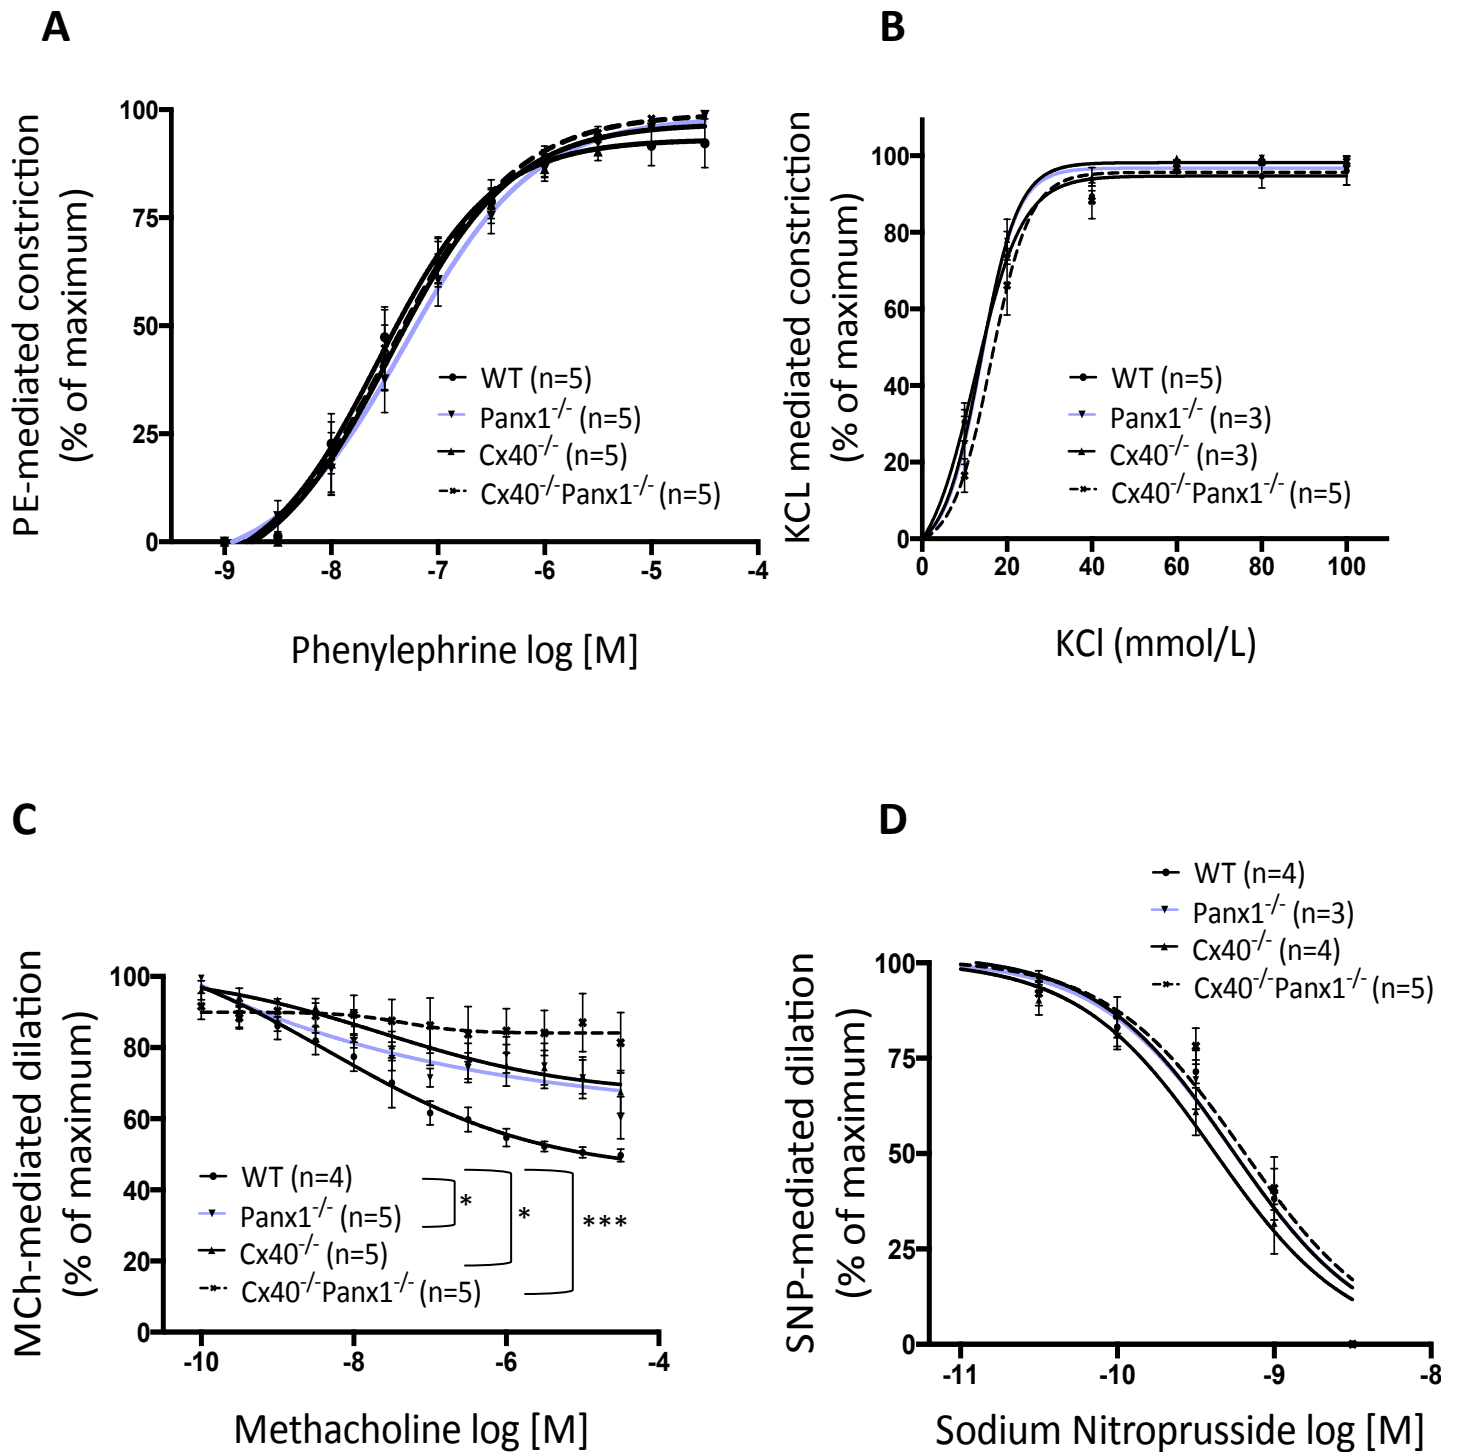 A
PE-mediated constriction
(% of maximum)
100
75
50
25
0
-9 -8 -7 -6 -5 -4
WT (n=5)
Panx1-/- (n=5)
Cx40-/- (n=5)
Cx40-/-Panx1-/- (n=5)
Phenylephrine log [M]
B
KCL mediated constriction
(% of maximum)
100
80
60
40
20
0
0 20 40 60 80 100
WT (n=5)
Panx1-/- (n=3)
Cx40-/- (n=3)
Cx40-/-Panx1-/- (n=5)
KCl (mmol/L)
C
MCh-mediated dilation
(% of maximum)
100
80
60
40
20
0
-10 -8 -6 -4
WT (n=4)
Panx1-/- (n=5)
Cx40-/- (n=5)
Cx40-/-Panx1-/- (n=5)
*
*
***
Methacholine log [M]
D
SNP-mediated dilation
(% of maximum)
100
75
50
25
0
-11 -10 -9 -8
WT (n=4)
Panx1-/- (n=3)
Cx40-/- (n=4)
Cx40-/-Panx1-/- (n=5)
Sodium Nitroprusside log [M]